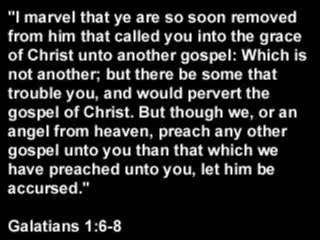 "I marvel that ye are so soon removed
from him that called you into the grace
of Christ unto another gospel: Which is
not another; but there be some that
trouble you, and would pervert the
gospel of Christ. But though we, or an
angel from heaven, preach any other
gospel unto you than that which we
have preached unto you, let him be
accursed."
Galatians 1:6-8